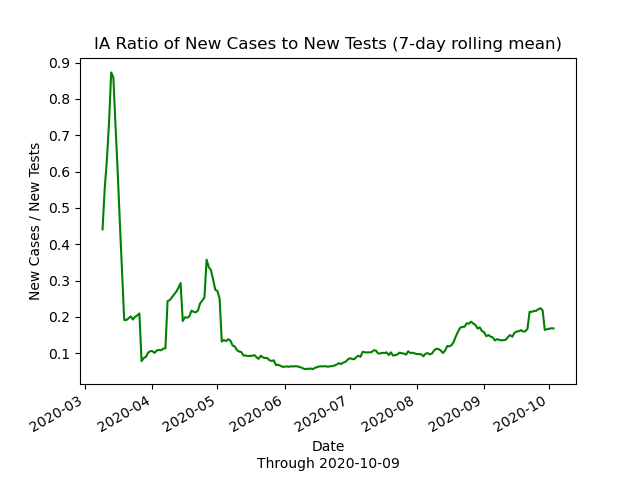 IA Ratio of New Cases to New Tests (7-day rolling mean)
New Cases / New Tests
0.9
0.8
0.7
0.6
0.5
0.4
0.3
0.2
0.1
2020-03 2020-04 2020-05 2020-06 2020-07 2020-08 2020-09 2020-10
Date
Through 2020-10-09